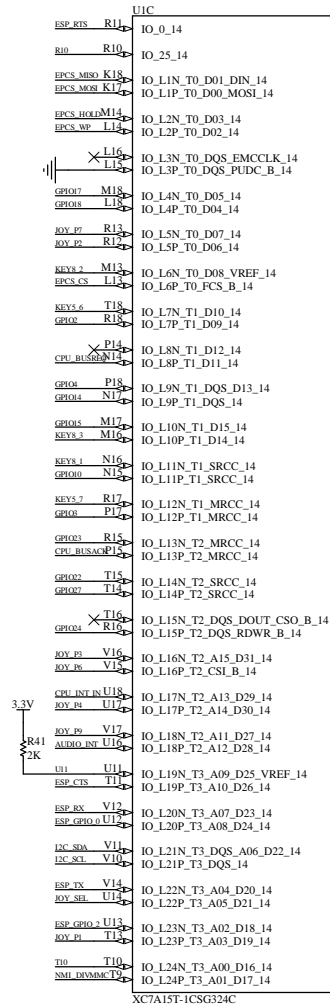 U1C
ESP_RTS R11 IO_0_14
R10 R10 IO_25_14
EPCS_MISO K18 IO_L1N_T0_D01_DIN_14
EPCS_MOSI K17 IO_L1P_T0_D00_MOSI_14
EPCS_HOLD M14 IO_L2N_T0_D03_14
EPCS_WP L14 IO_L2P_T0_D02_14
L16 IO_L3N_T0_DQS_EMCCLK_14
L15 IO_L3P_T0_DQS_PUDC_B_14
GPIO17 M18 IO_L4N_T0_D05_14
GPIO18 L18 IO_L4P_T0_D04_14
JOY_P7 R13 IO_L5N_T0_D07_14
JOY_P2 R12 IO_L5P_T0_D06_14
KEY8_2 M13 IO_L6N_T0_D08_VREF_14
EPCS_CS L13 IO_L6P_T0_FCS_B_14
KEY5_6 T18 IO_L7N_T1_D10_14
GPIO2 R18 IO_L7P_T1_D09_14
P14 IO_L8N_T1_D12_14
CPU_BUSREQ N14 IO_L8P_T1_D11_14
GPIO4 P18 IO_L9N_T1_DQS_D13_14
GPIO14 N17 IO_L9P_T1_DQS_14
GPIO15 M17 IO_L10N_T1_D15_14
KEY8_3 M16 IO_L10P_T1_D14_14
KEY8_1 N16 IO_L11N_T1_SRCC_14
GPIO10 N15 IO_L11P_T1_SRCC_14
KEY5_7 R17 IO_L12N_T1_MRCC_14
GPIO3 P17 IO_L12P_T1_MRCC_14
GPIO23 R15 IO_L13N_T2_MRCC_14
CPU_BUSACK P15 IO_L13P_T2_MRCC_14
GPIO22 T15 IO_L14N_T2_SRCC_14
GPIO27 T14 IO_L14P_T2_SRCC_14
T16 IO_L15N_T2_DQS_DOUT_CSO_B_14
GPIO24 R16 IO_L15P_T2_DQS_RDWR_B_14
JOY_P3 V16 IO_L16N_T2_A15_D31_14
JOY_P6 V15 IO_L16P_T2_CSI_B_14
CPU_INT_IN U18 IO_L17N_T2_A13_D29_14
3.3V JOY_P4 U17 IO_L17P_T2_A14_D30_14
JOY_P9 V17 IO_L18N_T2_A11_D27_14
R41 AUDIO_INT U16 IO_L18P_T2_A12_D28_14
2K
U11 U11 IO_L19N_T3_A09_D25_VREF_14
ESP_CTS T11 IO_L19P_T3_A10_D26_14
ESP_RX V12 IO_L20N_T3_A07_D23_14
ESP_GPIO_0 U12 IO_L20P_T3_A08_D24_14
I2C_SDA V11 IO_L21N_T3_DQS_A06_D22_14
I2C_SCL V10 IO_L21P_T3_DQS_14
ESP_TX V14 IO_L22N_T3_A04_D20_14
JOY_SEL U14 IO_L22P_T3_A05_D21_14
ESP_GPIO_2 U13 IO_L23N_T3_A02_D18_14
JOY_P1 T13 IO_L23P_T3_A03_D19_14
T10 T10 IO_L24N_T3_A00_D16_14
NMI_DIVMMC T9 IO_L24P_T3_A01_D17_14
XC7A15T-1CSG324C